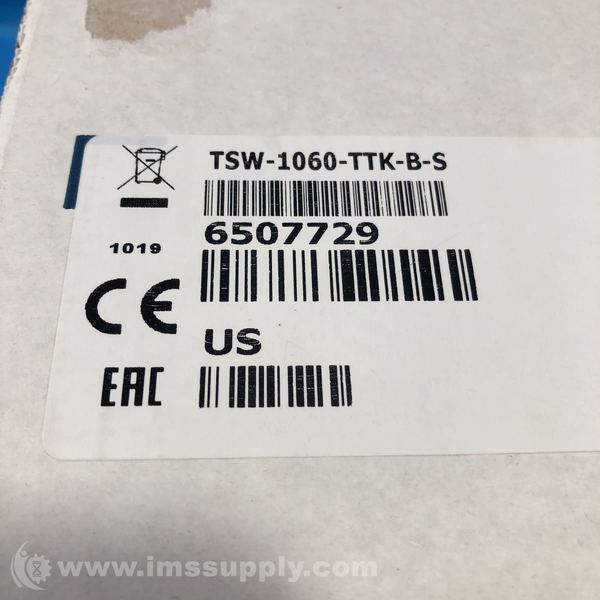 TSW-1060-TTK-B-S
6507729
1019
CE
US
EAC
www.imssupply.com